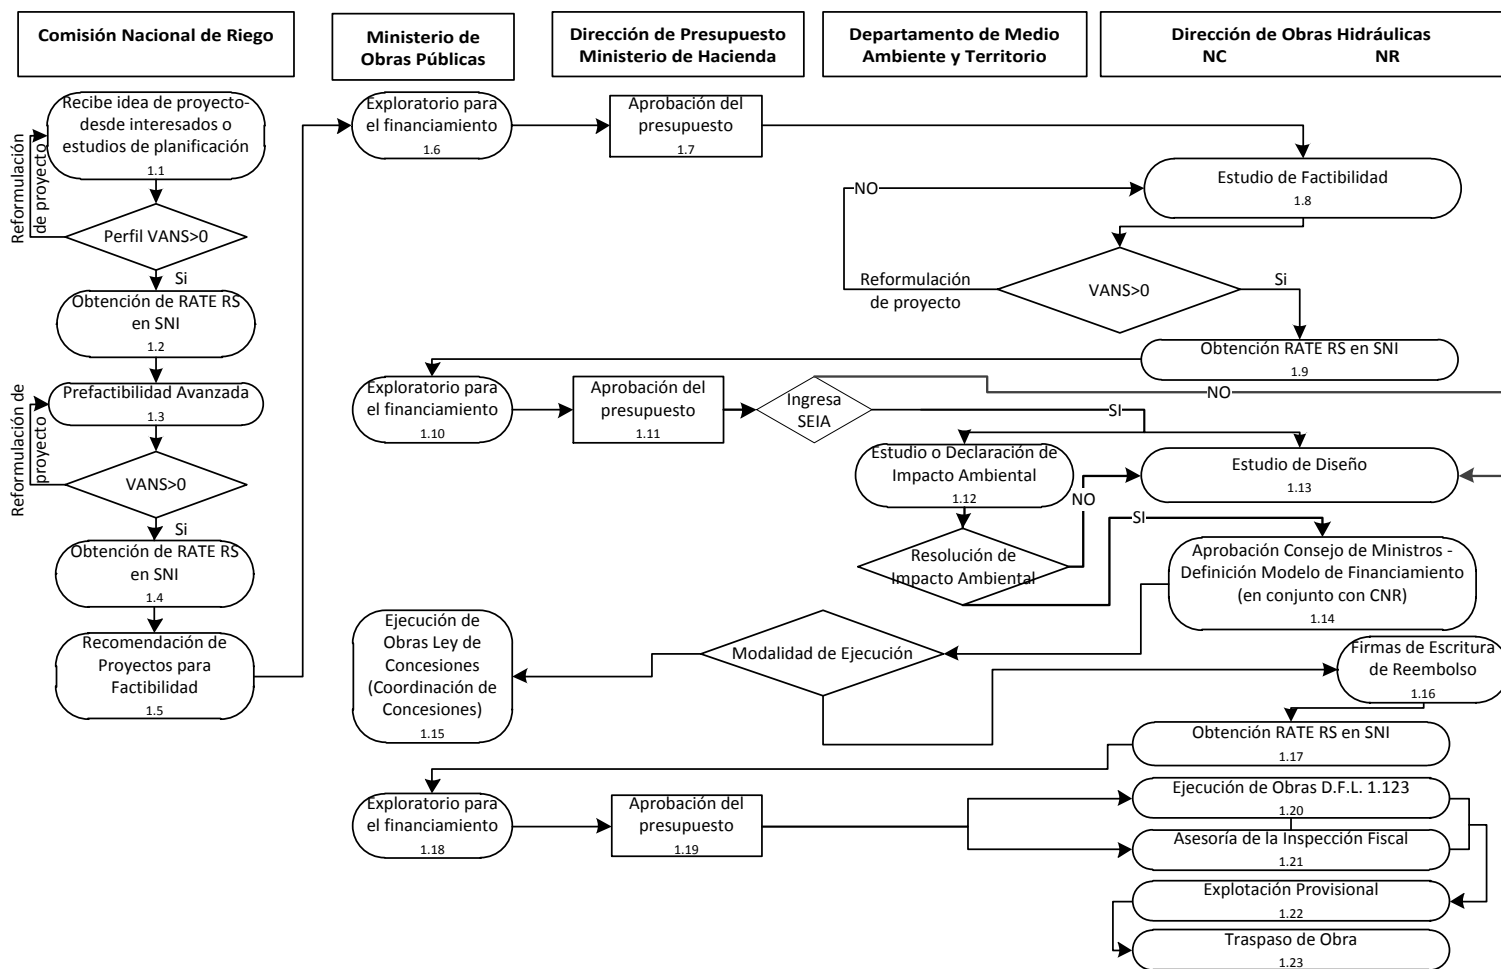 Comisión Nacional de Riego
Ministerio de
Obras Públicas
Dirección de Presupuesto
Ministerio de Hacienda
Departamento de Medio
Ambiente y Territorio
Dirección de Obras Hidráulicas
NC NR
Recibe idea de proyecto-
desde interesados o
estudios de planificación
1.1
Reformulación
de proyecto
Perfil VANS>0
Si
Obtención de RATE RS
en SNI
1.2
Prefactibilidad Avanzada
1.3
Reformulación de
proyecto
VANS>0
Si
Obtención de RATE RS
en SNI
1.4
Recomendación de
Proyectos para
Factibilidad
1.5
Exploratorio para
el financiamiento
1.6
Aprobación del
presupuesto
1.7
Estudio de Factibilidad
1.8
NO
Reformulación
de proyecto
VANS>0
Si
Obtención RATE RS en SNI
1.9
Exploratorio para
el financiamiento
1.10
Aprobación del
presupuesto
1.11
Ingresa
SEIA
NO
SI
Estudio o Declaración de
Impacto Ambiental
1.12
Estudio de Diseño
1.13
NO
SI
Resolución de
Impacto Ambiental
Aprobación Consejo de Ministros -
Definición Modelo de Financiamiento
(en conjunto con CNR)
1.14
Modalidad de Ejecución
Ejecución de
Obras Ley de
Concesiones
(Coordinación de
Concesiones)
1.15
Firmas de Escritura
de Reembolso
1.16
Obtención RATE RS en SNI
1.17
Exploratorio para
el financiamiento
1.18
Aprobación del
presupuesto
1.19
Ejecución de Obras D.F.L. 1.123
1.20
Asesoría de la Inspección Fiscal
1.21
Explotación Provisional
1.22
Traspaso de Obra
1.23